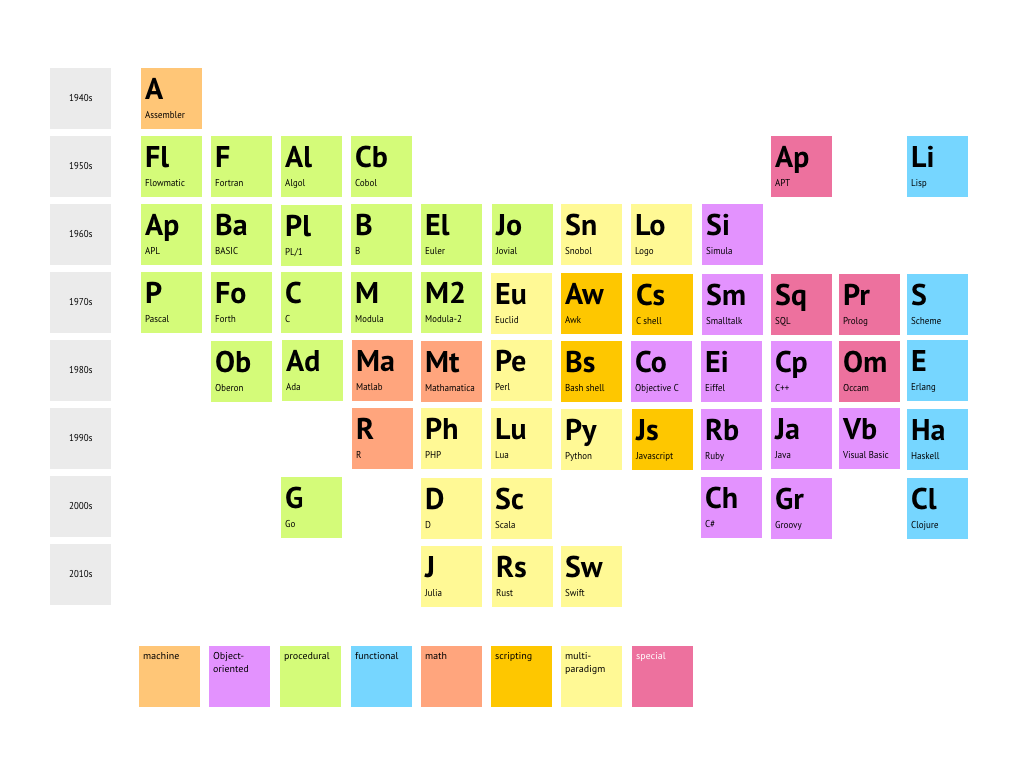 1940s
A
Assembler
1950s
Fl
Flowmatic
F
Fortran
Al
Algol
Cb
Cobol
Ap
APT
Li
Lisp
1960s
Ap
APL
Ba
BASIC
Pl
PL/1
B
B
El
Euler
Jo
Jovial
Sn
Snobol
Lo
Logo
Si
Simula
1970s
P
Pascal
Fo
Forth
C
C
M
Modula
M2
Modula-2
Eu
Euclid
Aw
Awk
Cs
C shell
Sm
Smalltalk
Sq
SQL
Pr
Prolog
S
Scheme
1980s
Ob
Oberon
Ad
Ada
Ma
Matlab
Mt
Mathamatica
Pe
Perl
Bs
Bash shell
Co
Objective C
Ei
Eiffel
Cp
C++
Om
Occam
E
Erlang
1990s
R
R
Ph
PHP
Lu
Lua
Py
Python
Js
Javascript
Rb
Ruby
Ja
Java
Vb
Visual Basic
Ha
Haskell
2000s
G
Go
D
D
Sc
Scala
Ch
C#
Gr
Groovy
Cl
Clojure
2010s
J
Julia
Rs
Rust
Sw
Swift
machine
Object-
oriented
procedural
functional
math
scripting
multi-
paradigm
special